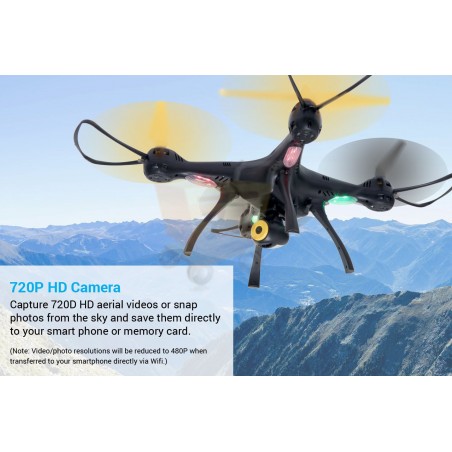 720P HD Camera
Capture 720D HD aerial videos or snap
photos from the sky and save them directly
to your smart phone or memory card.
(Note: Video/photo resolutions will be reduced to 480P when
transferred to your smartphone directly via Wifi.)